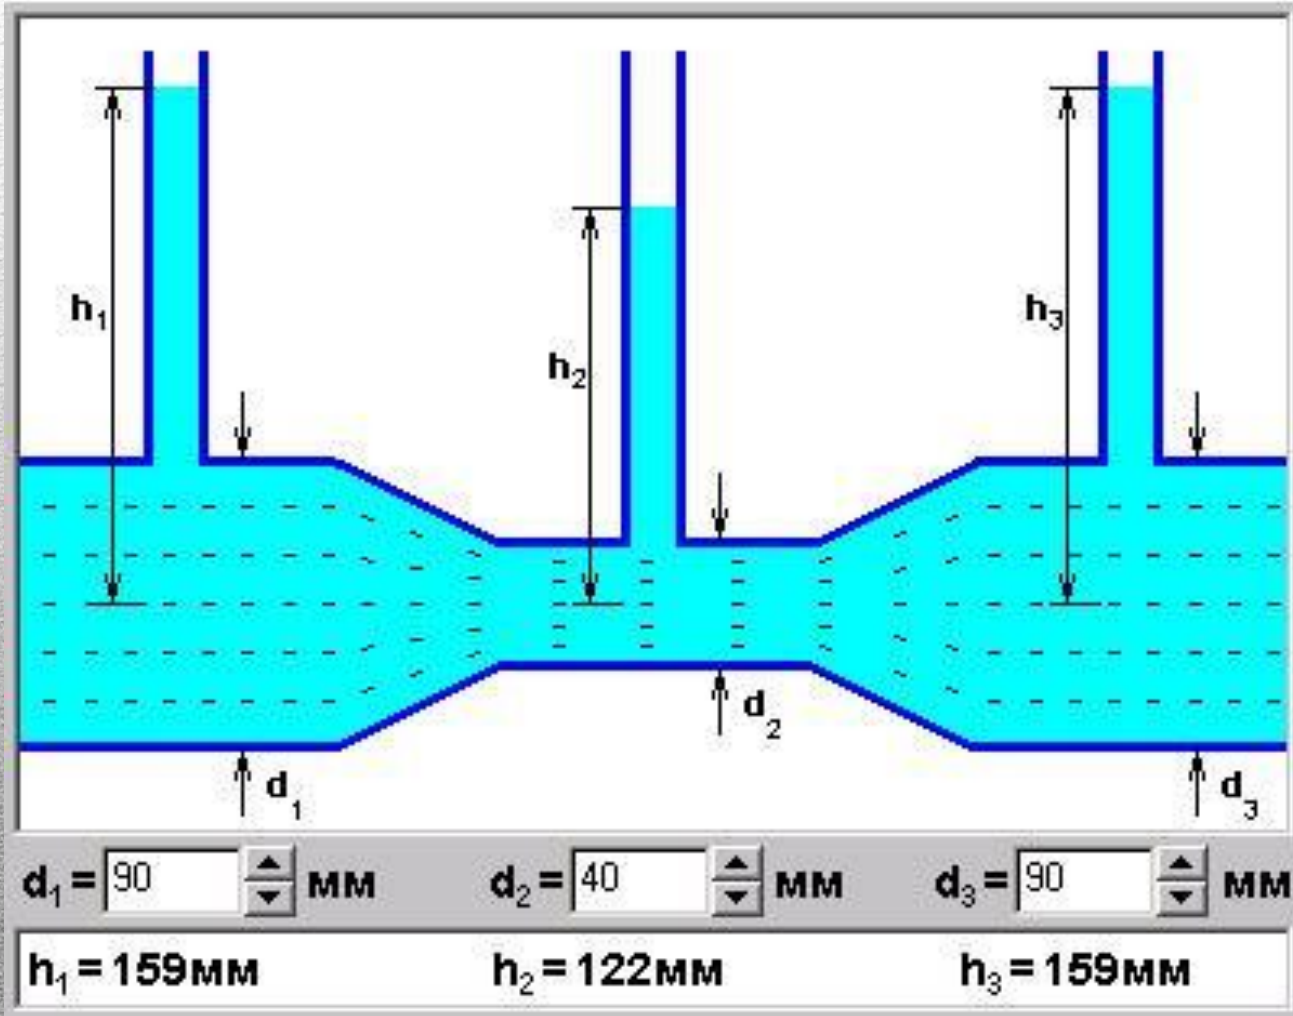 h₁
h₂
h₃
d₁
d₂
d₃
d₁ = 90 мм d₂ = 40 мм d₃ = 90 мм
h₁ = 159мм h₂ = 122мм h₃ = 159мм